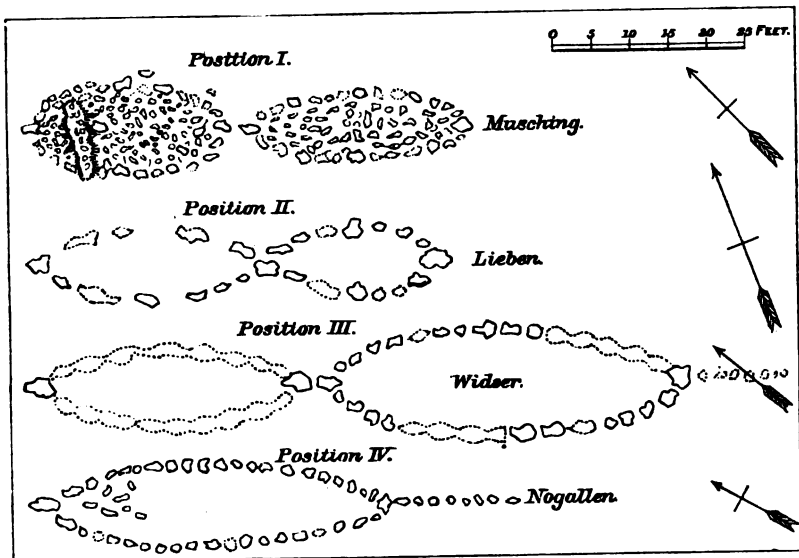 0 5 10 15 20 25 FEET.
Position I.
Musching.
Position II.
Lieben.
Position III.
Widser.
Position IV.
Nogallen.